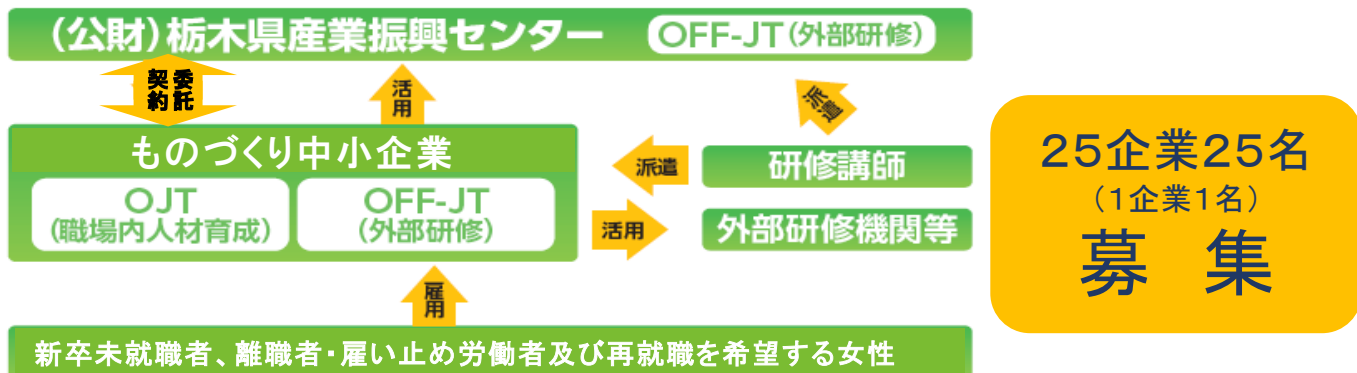 (公財)栃木県産業振興センター OFF-JT(外部研修)
委託
契約
活用
派遣
ものづくり中小企業
OJT
(職場内人材育成)
OFF-JT
(外部研修)
派遣
研修講師
活用
外部研修機関等
雇用
新卒未就職者、離職者・雇い止め労働者及び再就職を希望する女性
25企業25名
(1企業1名)
募 集